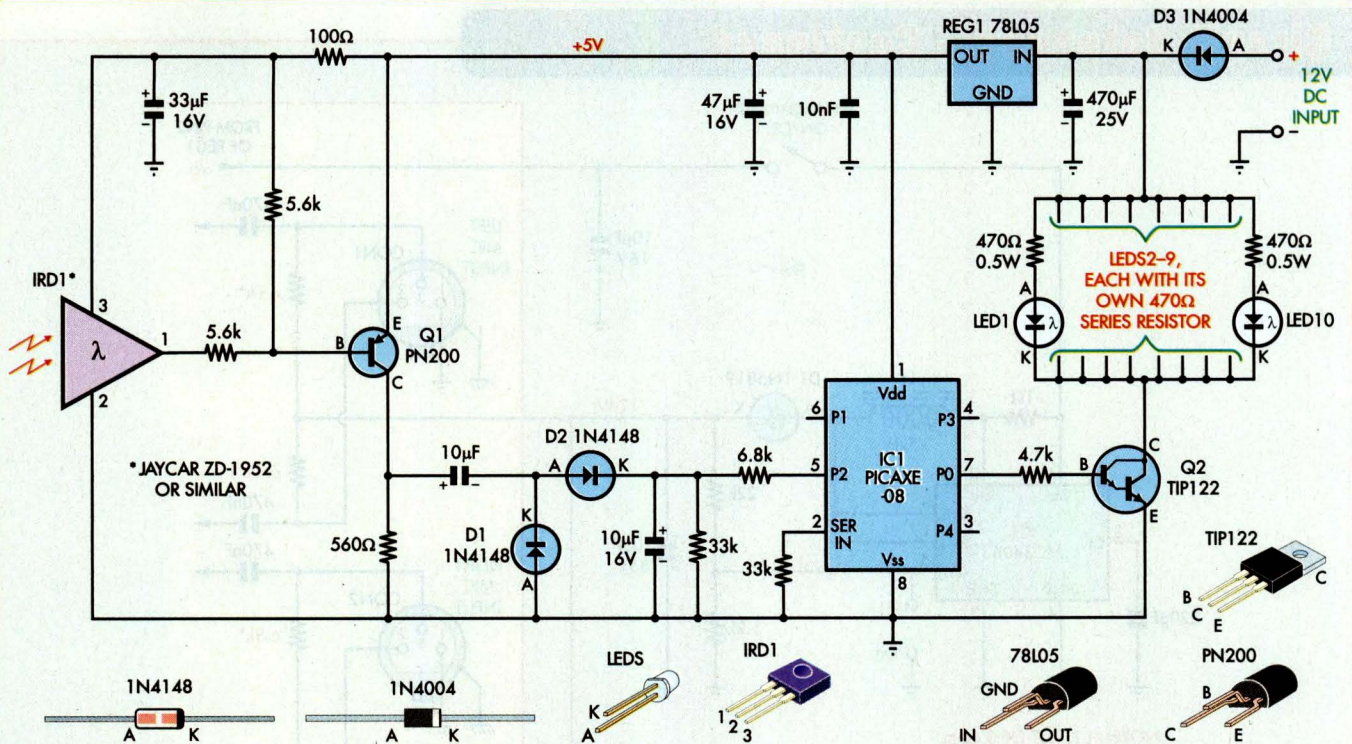 100Ω
+5V
REG1 78L05
D3 1N4004
OUT IN
GND
K A
+
12V
DC
INPUT
–
+
33µF
–
16V
+
47µF
–
16V
10nF
+
470µF
–
25V
5.6k
IRD1*
3
λ
1
2
5.6k
B
E
Q1
PN200
C
470Ω
0.5W
LEDS2–9,
EACH WITH ITS
OWN 470Ω
SERIES RESISTOR
470Ω
0.5W
A
LED1
λ
K
A
λ
LED10
K
*JAYCAR ZD-1952
OR SIMILAR
10µF
+ –
D2 1N4148
A K
K
D1
1N4148
A
560Ω
+
10µF
–
16V
33k
6.8k
33k
1
Vdd
6 P1
P3 4
5 P2
IC1
PICAXE
-08
P0 7
2 SER
IN
P4 3
Vss
8
4.7k
B
C
Q2
TIP122
E
TIP122
B
C
E
C
1N4148
A K
1N4004
A K
LEDS
K
A
IRD1
1
2
3
78L05
GND
IN OUT
PN200
B
C E